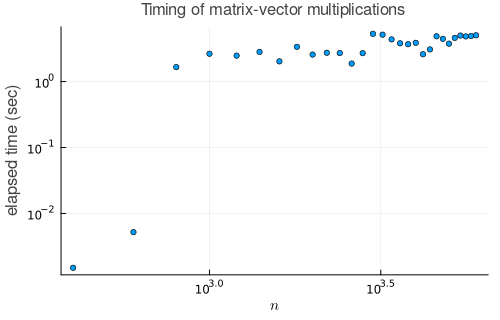 Timing of matrix-vector multiplications
elapsed time (sec)
10^0
10^-1
10^-2
10^3.0
10^3.5
n